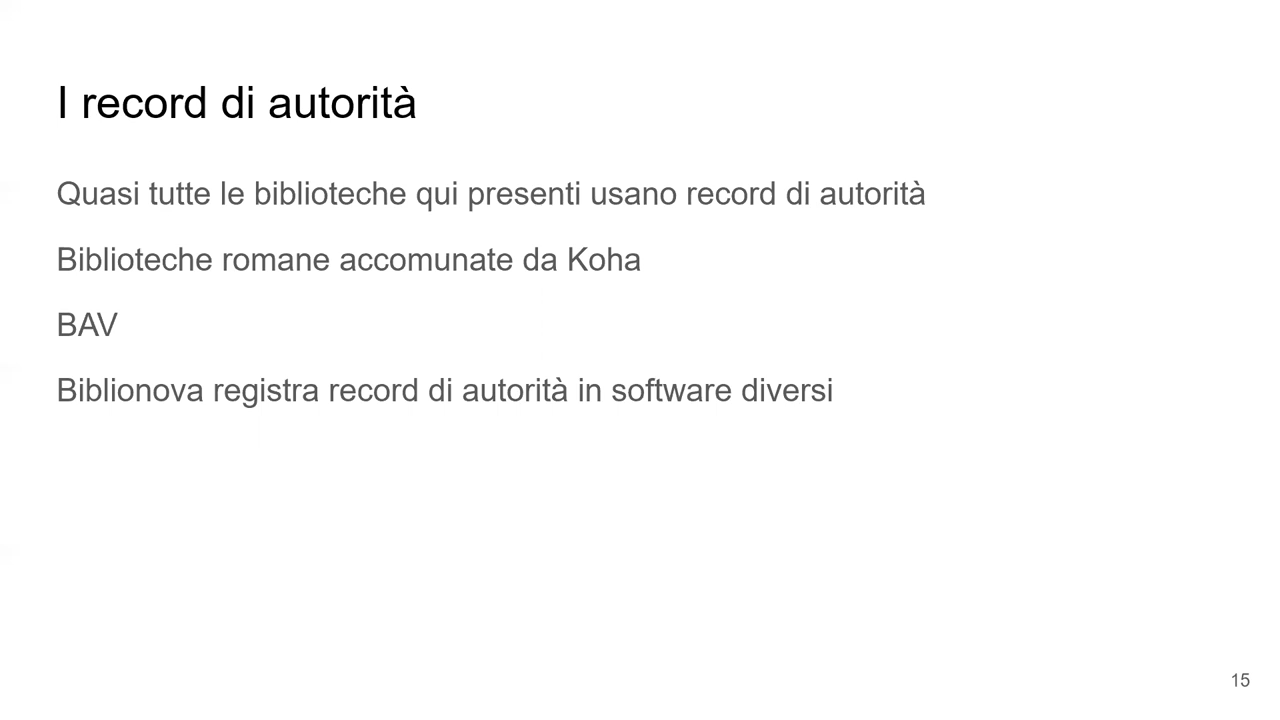 I record di autorità
Quasi tutte le biblioteche qui presenti usano record di autorità
Biblioteche romane accomunate da Koha
BAV
Biblionova registra record di autorità in software diversi
15